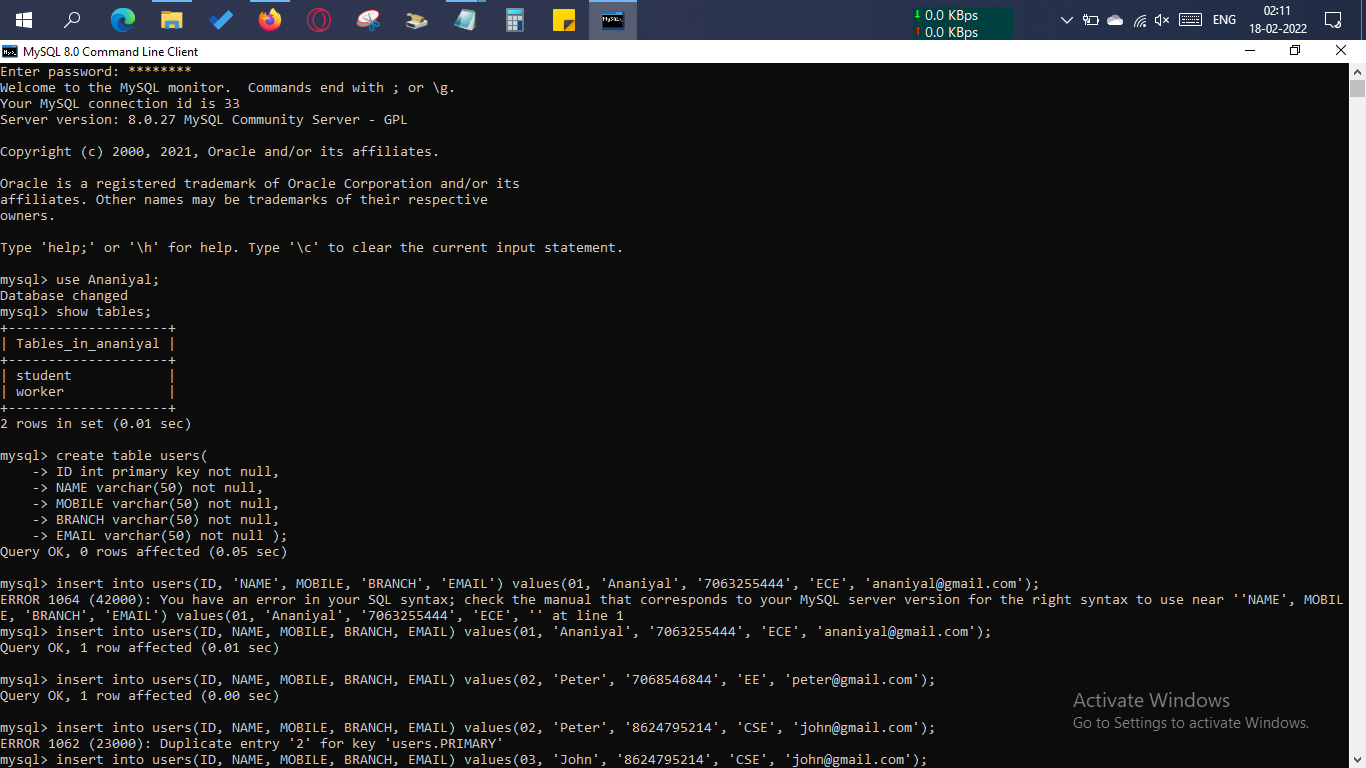 0.0 KBps
0.0 KBps
ENG
02:11
18-02-2022
MySQL 8.0 Command Line Client
Enter password: ********
Welcome to the MySQL monitor.  Commands end with ; or \g.
Your MySQL connection id is 33
Server version: 8.0.27 MySQL Community Server - GPL
Copyright (c) 2000, 2021, Oracle and/or its affiliates.
Oracle is a registered trademark of Oracle Corporation and/or its
affiliates. Other names may be trademarks of their respective
owners.
Type 'help;' or '\h' for help. Type '\c' to clear the current input statement.
mysql> use Ananiyal;
Database changed
mysql> show tables;
+--------------------+
| Tables_in_ananiyal |
+--------------------+
| student            |
| worker             |
+--------------------+
2 rows in set (0.01 sec)
mysql> create table users(
    -> ID int primary key not null,
    -> NAME varchar(50) not null,
    -> MOBILE varchar(50) not null,
    -> BRANCH varchar(50) not null,
    -> EMAIL varchar(50) not null );
Query OK, 0 rows affected (0.05 sec)
mysql> insert into users(ID, 'NAME', MOBILE, 'BRANCH', 'EMAIL') values(01, 'Ananiyal', '7063255444', 'ECE', 'ananiyal@gmail.com');
ERROR 1064 (42000): You have an error in your SQL syntax; check the manual that corresponds to your MySQL server version for the right syntax to use near ''NAME', MOBIL
E, 'BRANCH', 'EMAIL') values(01, 'Ananiyal', '7063255444', 'ECE', '' at line 1
mysql> insert into users(ID, NAME, MOBILE, BRANCH, EMAIL) values(01, 'Ananiyal', '7063255444', 'ECE', 'ananiyal@gmail.com');
Query OK, 1 row affected (0.01 sec)
mysql> insert into users(ID, NAME, MOBILE, BRANCH, EMAIL) values(02, 'Peter', '7068546844', 'EE', 'peter@gmail.com');
Query OK, 1 row affected (0.00 sec)
mysql> insert into users(ID, NAME, MOBILE, BRANCH, EMAIL) values(02, 'Peter', '8624795214', 'CSE', 'john@gmail.com');
ERROR 1062 (23000): Duplicate entry '2' for key 'users.PRIMARY'
mysql> insert into users(ID, NAME, MOBILE, BRANCH, EMAIL) values(03, 'John', '8624795214', 'CSE', 'john@gmail.com');
Activate Windows
Go to Settings to activate Windows.